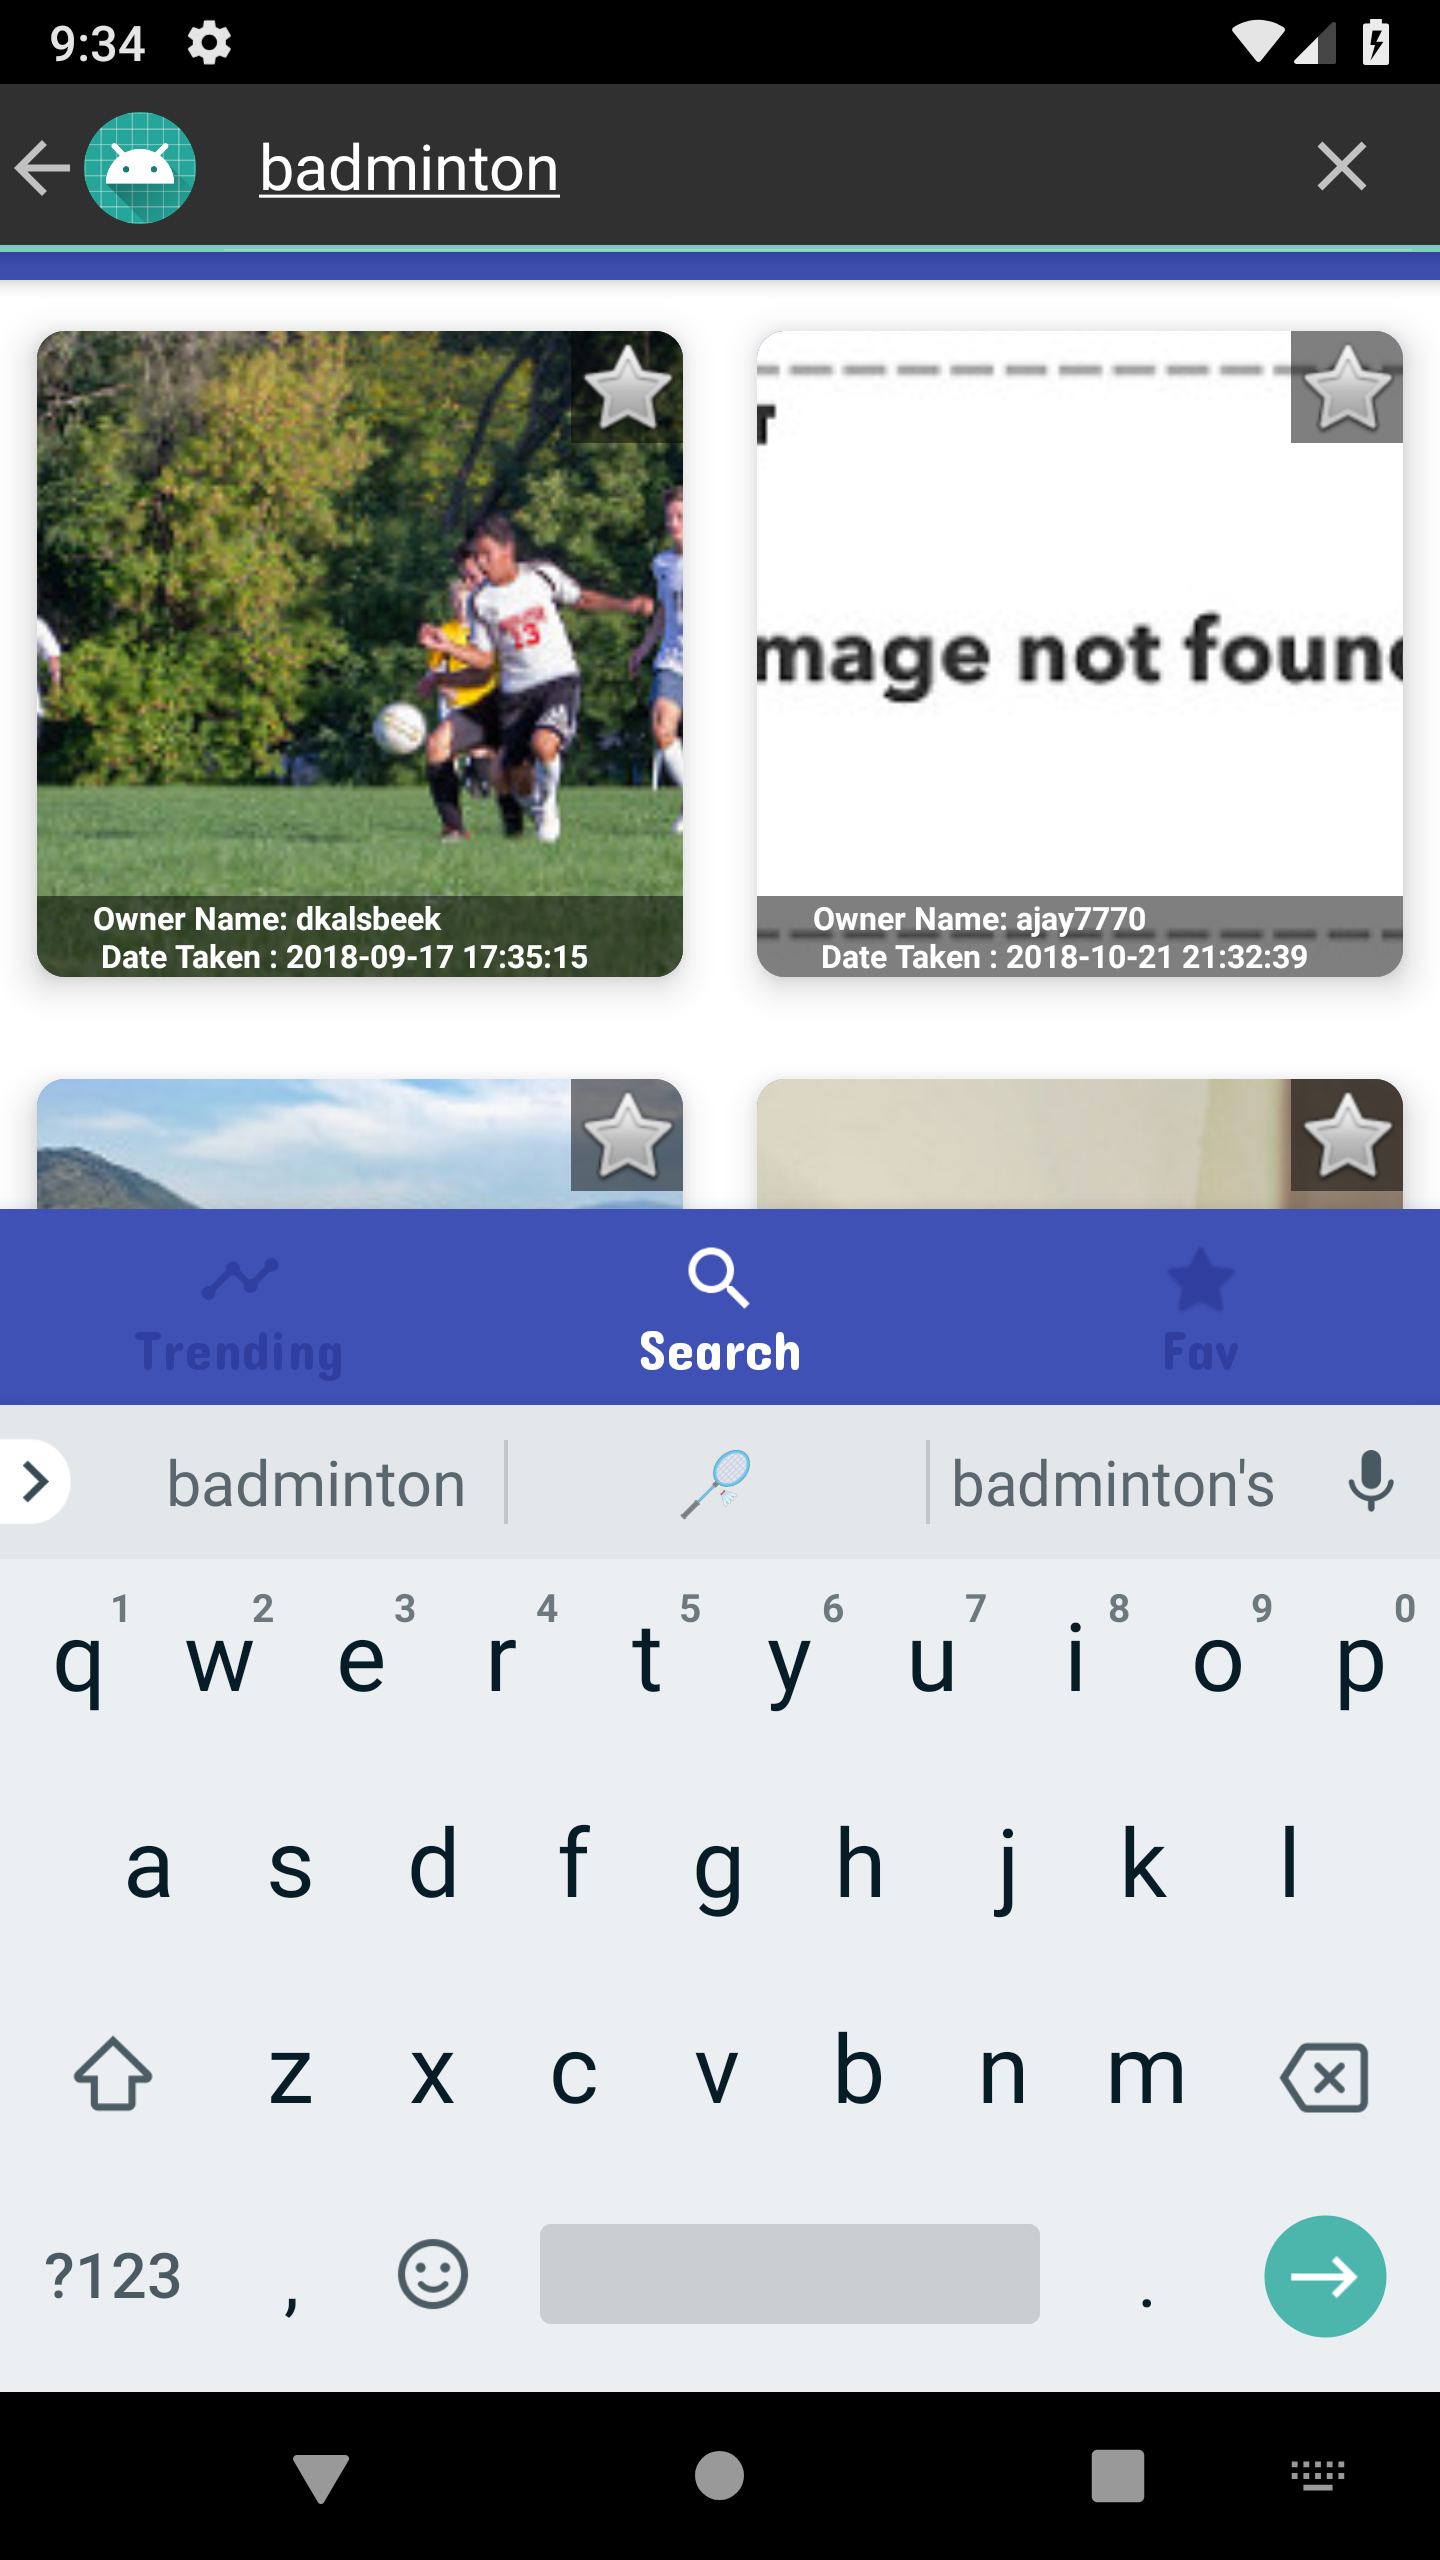 9:34
badminton
r
mage not foun
13
Owner Name: dkalsbeek
Date Taken : 2018-09-17 17:35:15
Owner Name: ajay7770
Date Taken : 2018-10-21 21:32:39
Trending
Search
Fav
badminton
badminton's
1 2 3 4 5 6 7 8 9 0
q w e r t y u i o p
a s d f g h j k l
z x c v b n m
?123 , .